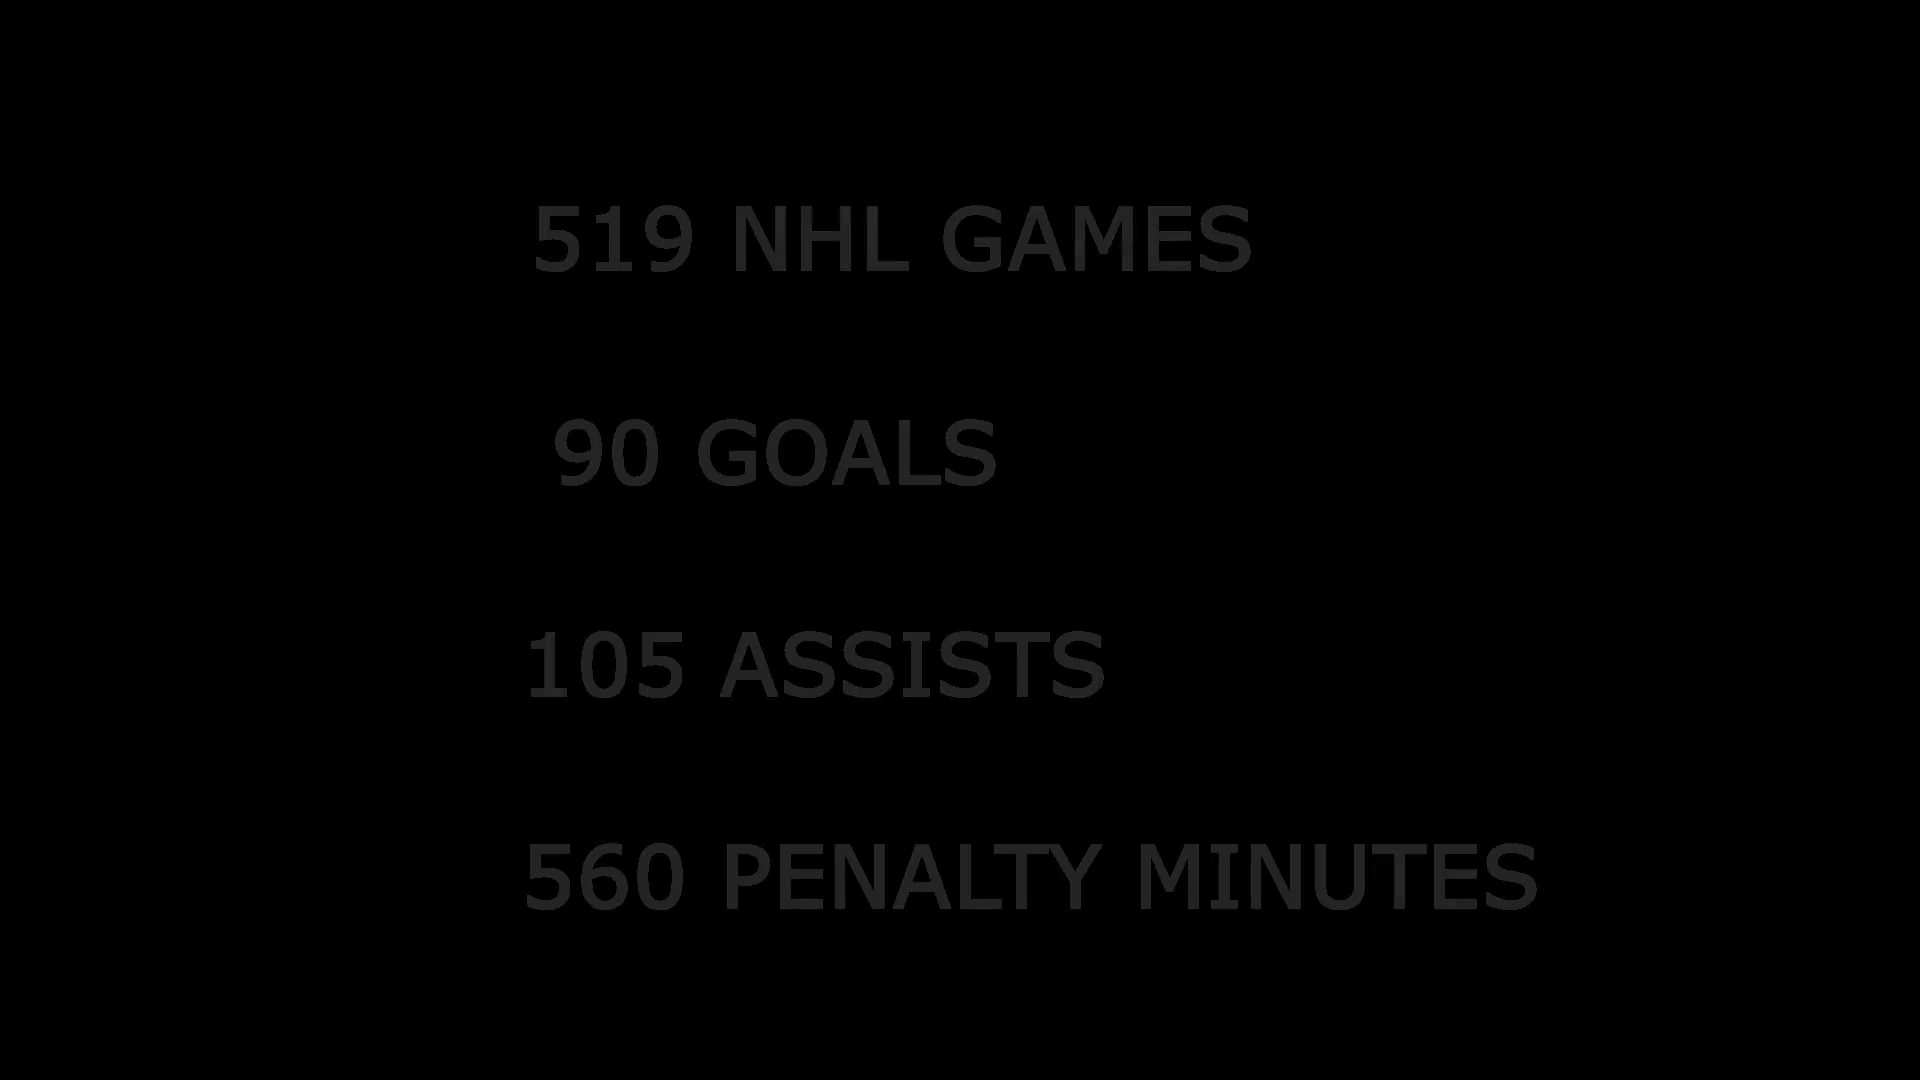 519 NHL GAMES
90 GOALS
105 ASSISTS
560 PENALTY MINUTES